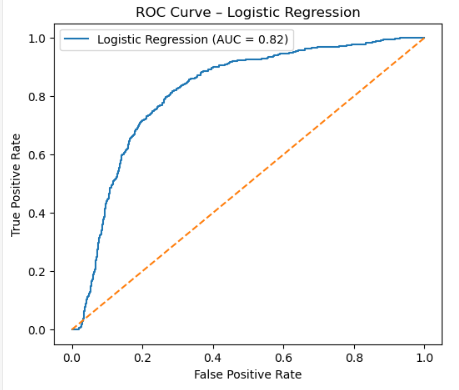 ROC Curve – Logistic Regression
Logistic Regression (AUC = 0.82)
True Positive Rate
1.0
0.8
0.6
0.4
0.2
0.0
0.0 0.2 0.4 0.6 0.8 1.0
False Positive Rate